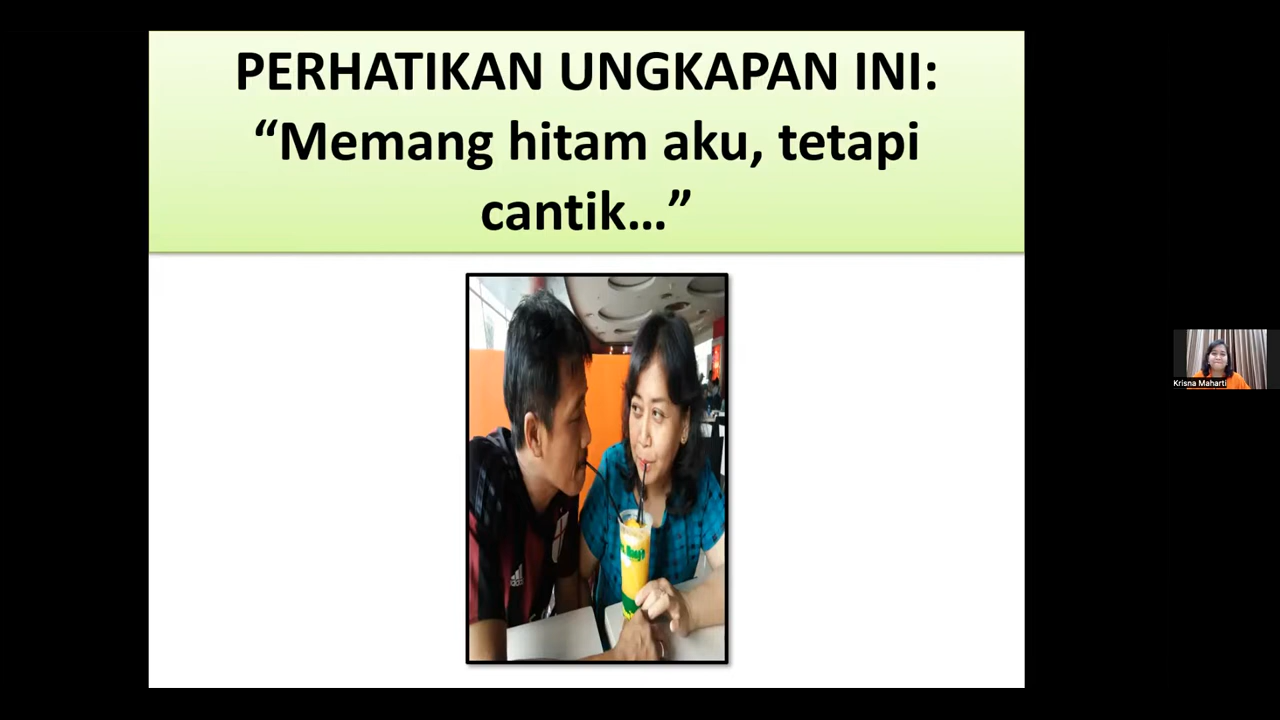 PERHATIKAN UNGKAPAN INI:
“Memang hitam aku, tetapi
cantik...”
Krisna Maharti